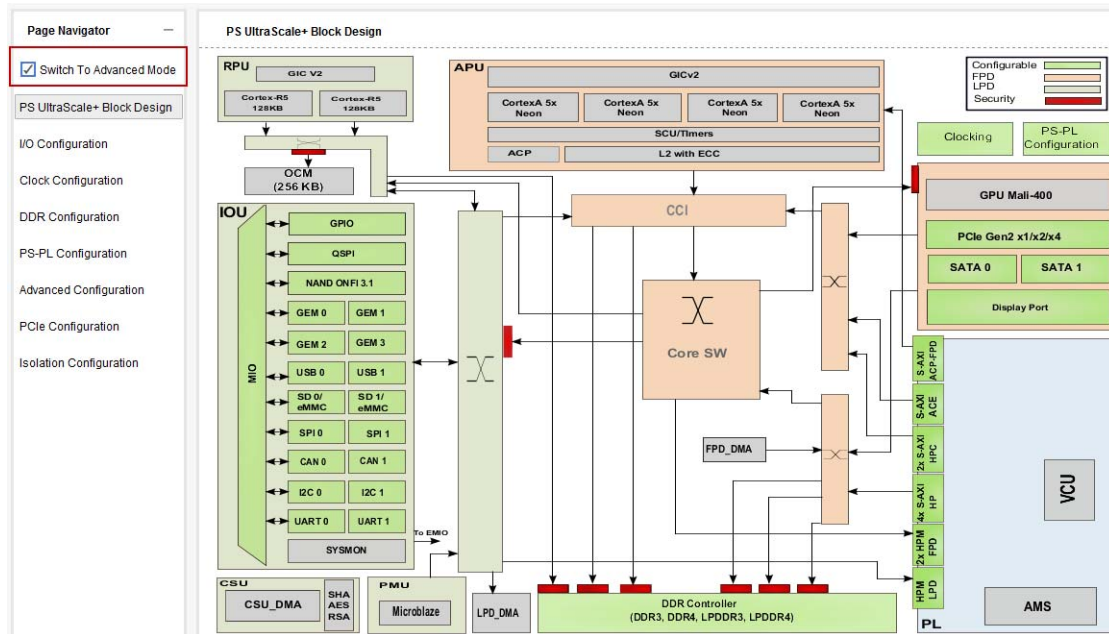 Page Navigator
Switch To Advanced Mode
PS UltraScale+ Block Design
I/O Configuration
Clock Configuration
DDR Configuration
PS-PL Configuration
Advanced Configuration
PCIe Configuration
Isolation Configuration
PS UltraScale+ Block Design
RPU
GIC V2
Cortex-R5
128KB
Cortex-R5
128KB
OCM
(256 KB)
APU
GICv2
CortexA 5x
Neon
CortexA 5x
Neon
CortexA 5x
Neon
CortexA 5x
Neon
SCU/TImers
ACP
L2 with ECC
Configurable
FPD
LPD
Security
Clocking
PS-PL
Configuration
GPU Mali-400
PCIe Gen2 x1/x2/x4
SATA 0
SATA 1
Display Port
IOU
MIO
GPIO
QSPI
NAND ONFI 3.1
GEM 0
GEM 1
GEM 2
GEM 3
USB 0
USB 1
SD 0/
eMMC
SD 1/
eMMC
SPI 0
SPI 1
CAN 0
CAN 1
I2C 0
I2C 1
UART 0
UART 1
SYSMON
To EMIO
CCI
Core SW
FPD_DMA
S-AXI
ACP-FPD
S-AXI
ACE
2x S-AXI
HPC
4x S-AXI
HP
2x HPM
FPD
HPM
LPD
VCU
AMS
PL
CSU
CSU_DMA
SHA
AES
RSA
PMU
Microblaze
LPD_DMA
DDR Controller
(DDR3, DDR4, LPDDR3, LPDDR4)